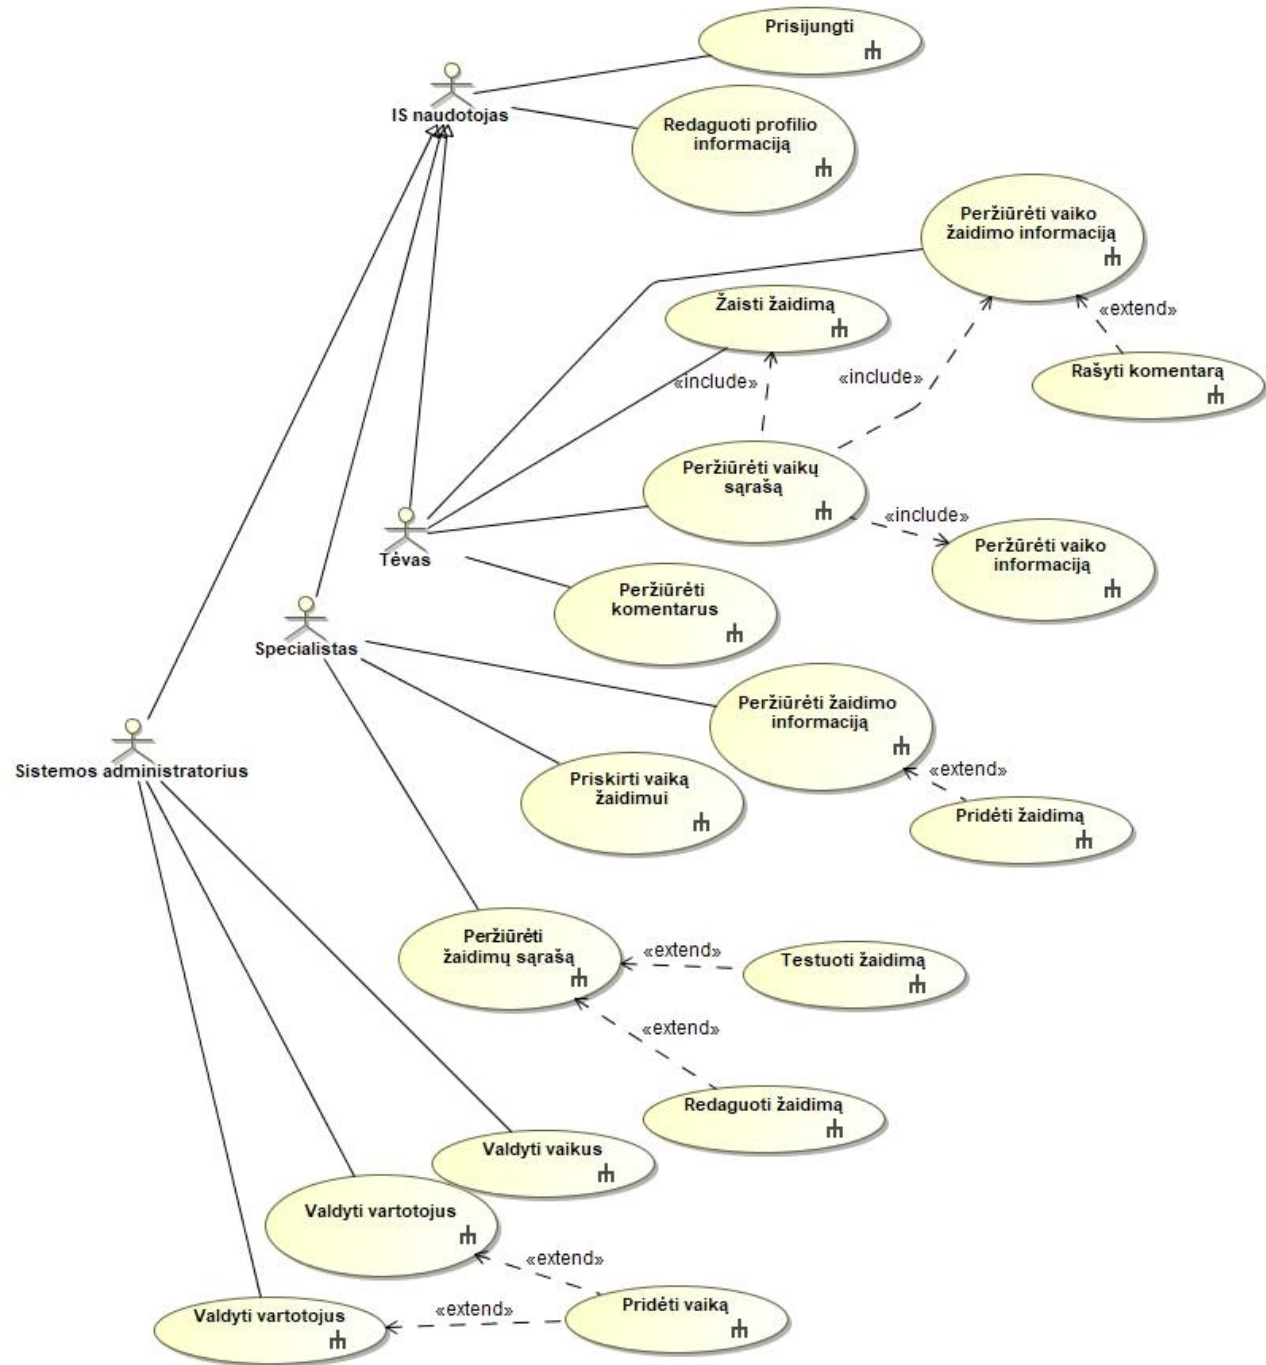 Prisijungti
IS naudotojas
Redaguoti profilio
informaciją
Peržiūrėti vaiko
žaidimo informaciją
Žaisti žaidimą
«extend»
«include»
«include»
Rašyti komentarą
Peržiūrėti vaikų
sąrašą
«include»
Tėvas
Peržūrėti vaiko
informaciją
Peržiūrėti
komentarus
Specialistas
Peržiūrėti žaidimo
informaciją
Sistemos administratorius
«extend»
Priskirti vaiką
žaidimui
Pridėti žaidimą
Peržiūrėti
žaidimų sąrašą
«extend»
Testuoti žaidimą
«extend»
Redaguoti žaidimą
Valdyti vaikus
Valdyti vartotojus
«extend»
Valdyti vartotojus
«extend»
Pridėti vaiką